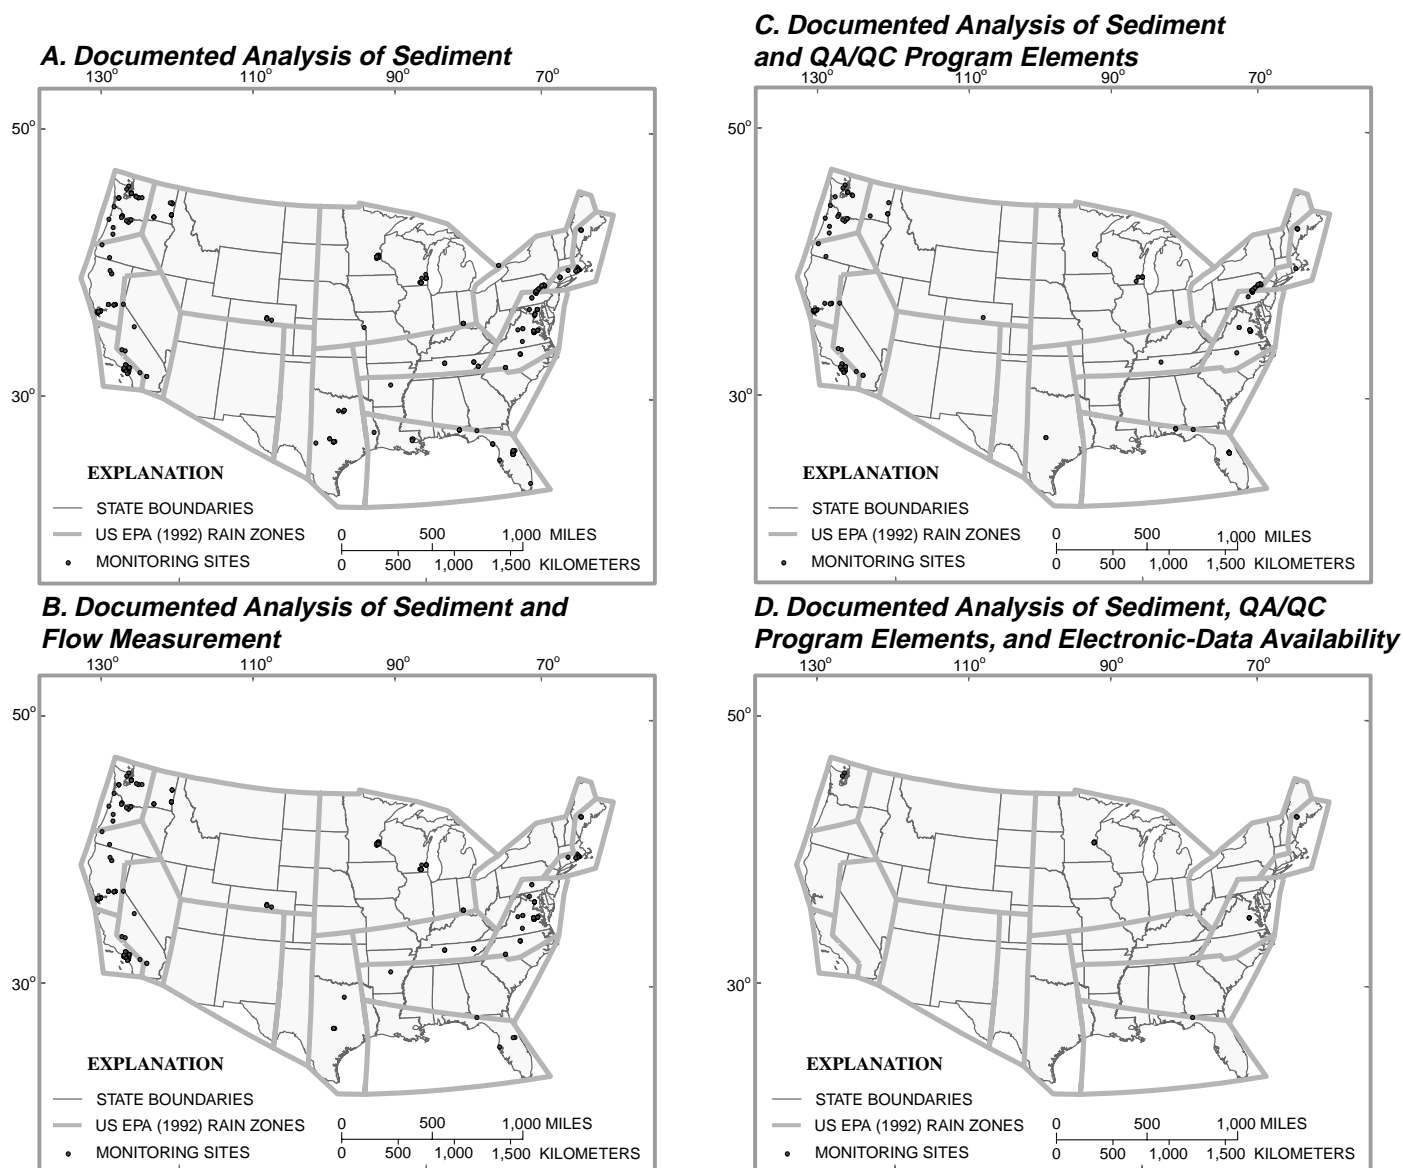 A. Documented Analysis of Sediment
130° 110° 90° 70°
50°
30°
EXPLANATION
STATE BOUNDARIES
US EPA (1992) RAIN ZONES
MONITORING SITES
0 500 1,000 MILES
0 500 1,000 1,500 KILOMETERS
C. Documented Analysis of Sediment
and QA/QC Program Elements
130° 110° 90° 70°
50°
30°
EXPLANATION
STATE BOUNDARIES
US EPA (1992) RAIN ZONES
MONITORING SITES
0 500 1,000 MILES
0 500 1,000 1,500 KILOMETERS
B. Documented Analysis of Sediment and
Flow Measurement
130° 110° 90° 70°
50°
30°
EXPLANATION
STATE BOUNDARIES
US EPA (1992) RAIN ZONES
MONITORING SITES
0 500 1,000 MILES
0 500 1,000 1,500 KILOMETERS
D. Documented Analysis of Sediment, QA/QC
Program Elements, and Electronic-Data Availability
130° 110° 90° 70°
50°
30°
EXPLANATION
STATE BOUNDARIES
US EPA (1992) RAIN ZONES
MONITORING SITES
0 500 1,000 MILES
0 500 1,000 1,500 KILOMETERS